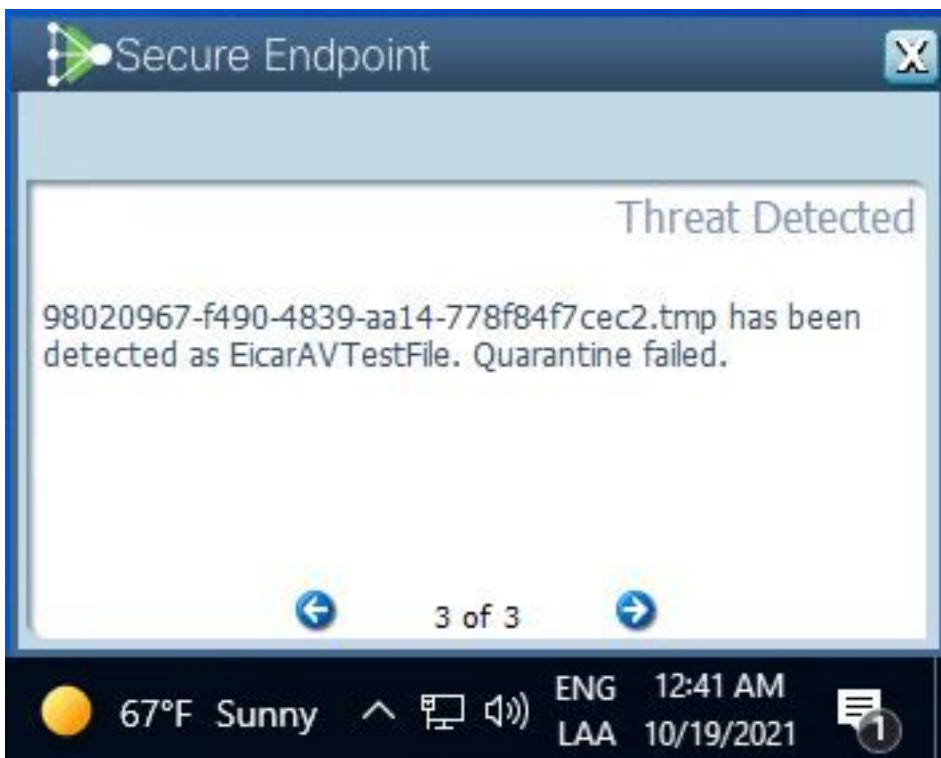 Secure Endpoint
X
Threat Detected
98020967-f490-4839-aa14-778f84f7cec2.tmp has been
detected as EicarAVTestFile. Quarantine failed.
3 of 3
67°F Sunny ENG 12:41 AM
LAA 10/19/2021
1